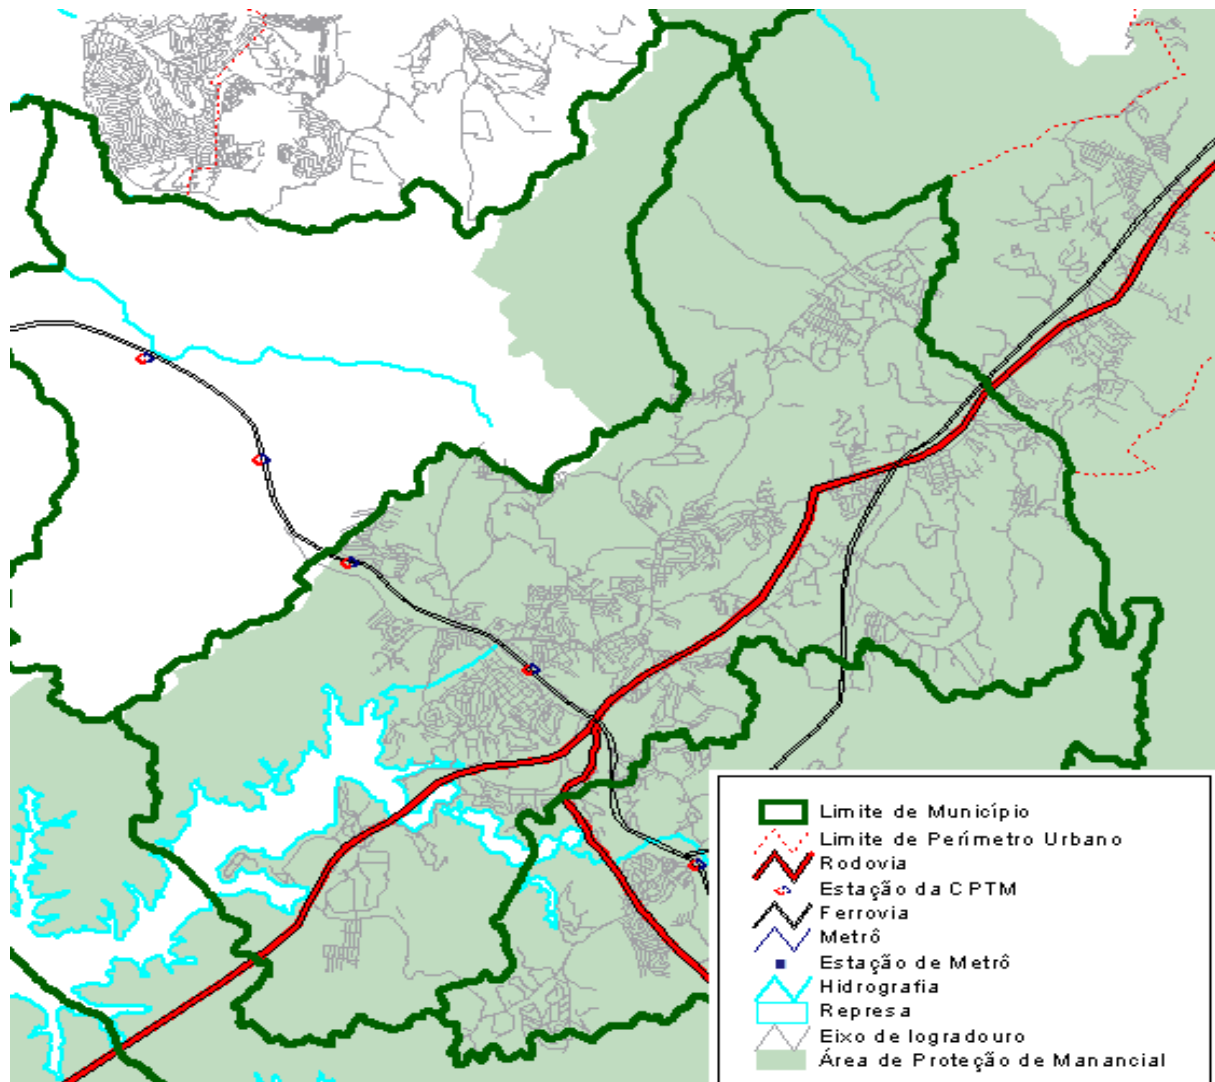 Limite de Município
Limite de Perímetro Urbano
Rodovia
Estação da CPTM
Ferrovia
Metrô
Estação de Metrô
Hidrografia
Represa
Eixo de logradouro
Área de Proteção de Manancial